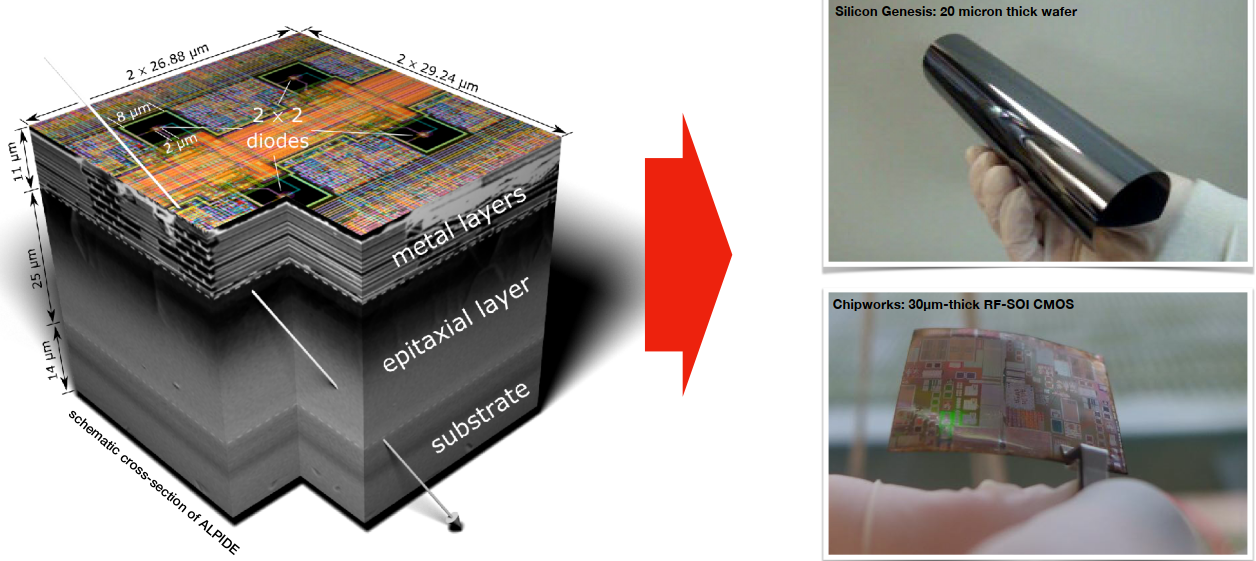 2 × 26.88 μm
2 × 29.24 μm
8 μm
2 μm
2 × 2
diodes
11 μm
25 μm
14 μm
metal layers
epitaxial layer
substrate
schematic cross-section of ALPIDE
Silicon Genesis: 20 micron thick wafer
Chipworks: 30μm-thick RF-SOI CMOS